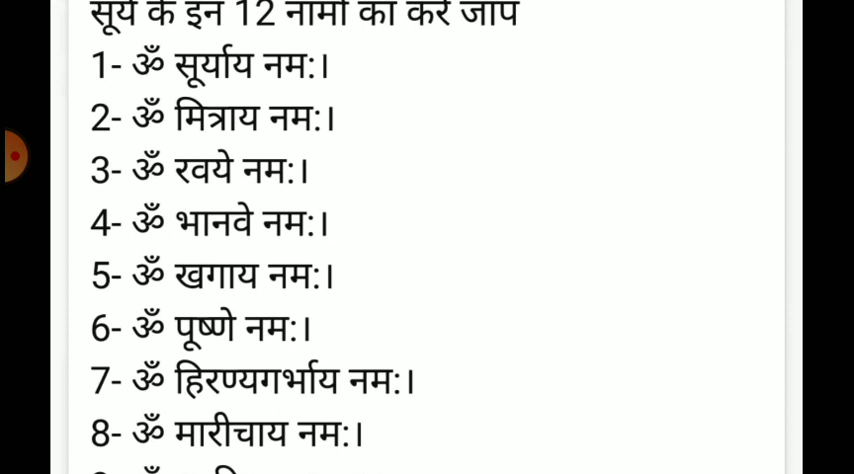 सूर्य के इन 12 नामों का करें जाप
1- ॐ सूर्याय नम:।
2- ॐ मित्राय नम:।
3- ॐ रवये नम:।
4- ॐ भानवे नम:।
5- ॐ खगाय नम:।
6- ॐ पूष्णे नम:।
7- ॐ हिरण्यगर्भाय नम:।
8- ॐ मारीचाय नम:।